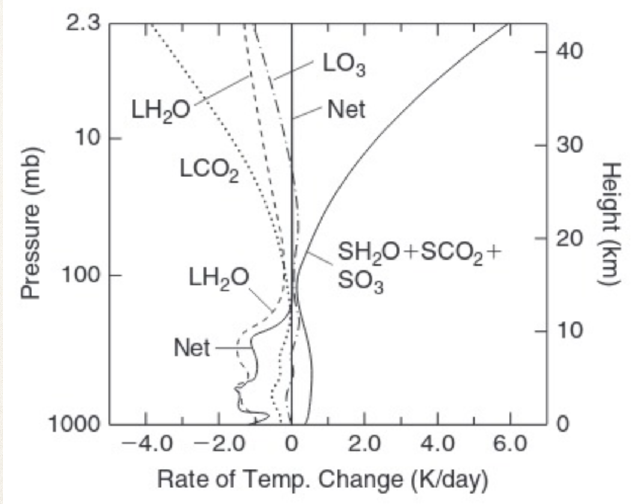 2.3
10
100
1000
Pressure (mb)
40
30
20
10
0
Height (km)
LO₃
LH₂O
Net
LCO₂
SH₂O+SCO₂+
SO₃
LH₂O
Net
−4.0 −2.0 0 2.0 4.0 6.0
Rate of Temp. Change (K/day)